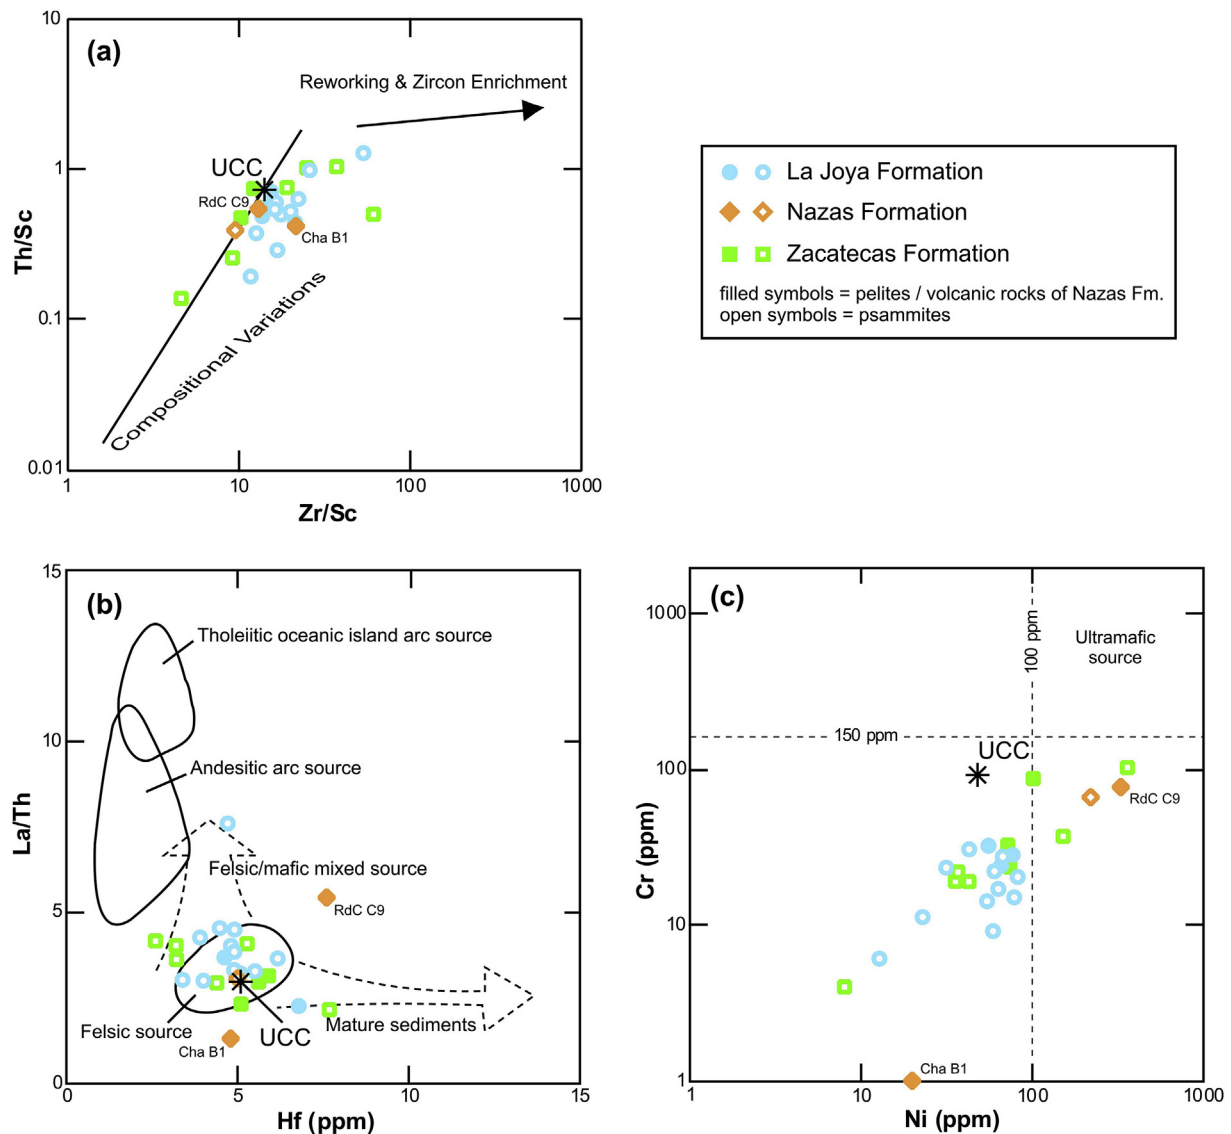 (a)
10
1
0.1
0.01
Th/Sc
Reworking & Zircon Enrichment
UCC
RdC C9
Cha B1
Compositional Variations
1
10
100
1000
Zr/Sc
La Joya Formation
Nazas Formation
Zacatecas Formation
filled symbols = pelites / volcanic rocks of Nazas Fm.
open symbols = psammites
(b)
15
10
5
0
La/Th
Tholeiitic oceanic island arc source
Andesitic arc source
Felsic/mafic mixed source
RdC C9
Felsic source
UCC
Mature sediments
Cha B1
0
5
10
15
Hf (ppm)
(c)
1000
100
10
1
Cr (ppm)
100 ppm
Ultramafic
source
150 ppm
UCC
RdC C9
Cha B1
1
10
100
1000
Ni (ppm)